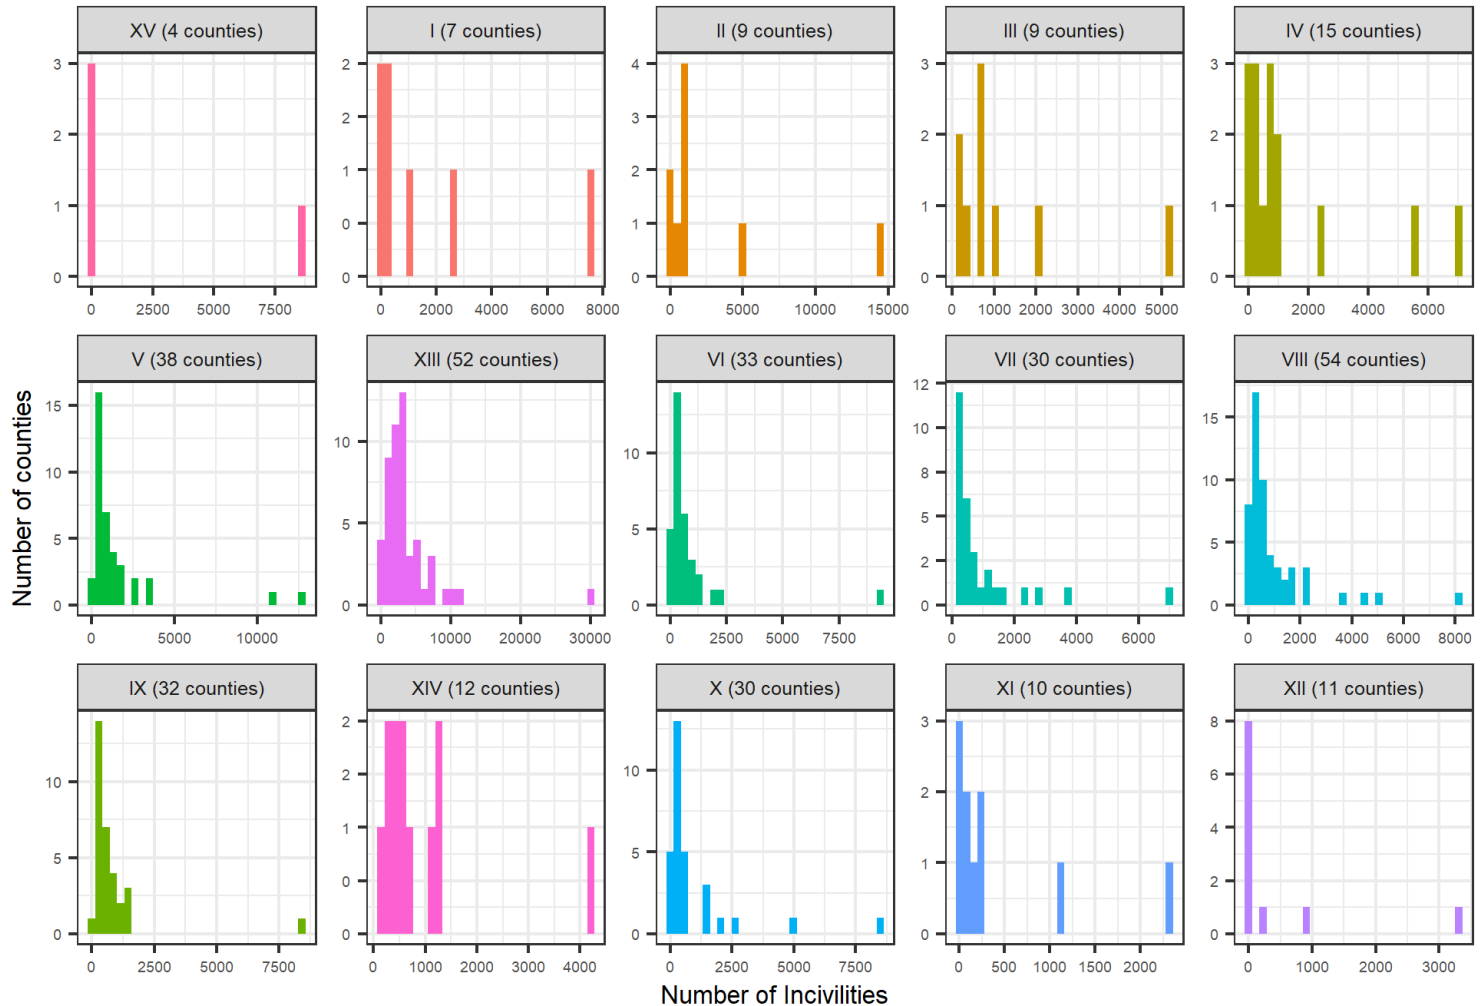 XV (4 counties) I (7 counties) II (9 counties) III (9 counties) IV (15 counties)
3 2 4 3 3
2 2 3 2 2
1 1 2 1 1
0 0 1 0 0
0 0
0 2500 5000 7500 0 2000 4000 6000 8000 0 5000 10000 15000 0 1000 2000 3000 4000 5000 0 2000 4000 6000
V (38 counties) XIII (52 counties) VI (33 counties) VII (30 counties) VIII (54 counties)
15 10 10 12 15
10 5 5 10 10
5 0 0 8 5
0 5 0
2
0
0 5000 10000 0 10000 20000 30000 0 2500 5000 7500 0 2000 4000 6000 0 2000 4000 6000 8000
IX (32 counties) XIV (12 counties) X (30 counties) XI (10 counties) XII (11 counties)
10 2 10 3 8
5 2 5 2 6
0 1 0 1 4
0 0 2
0 0
0 2500 5000 7500 0 1000 2000 3000 4000 0 2500 5000 7500 0 500 1000 1500 2000 0 1000 2000 3000
Number of counties
Number of Incivilities